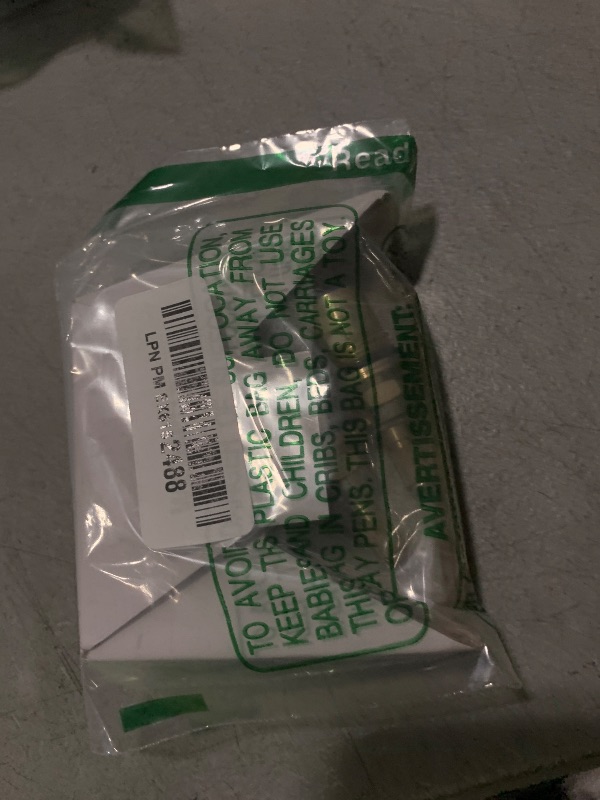 Read
TO AVOID SUFFOCATION,
KEEP THIS PLASTIC BAG AWAY FROM
BABIES AND CHILDREN. DO NOT USE
BAG IN CRIBS, BEDS, CARRIAGES
OR PLAY PENS. THIS BAG IS NOT A TOY.
AVERTISSEMENT:
LPN PM
2488